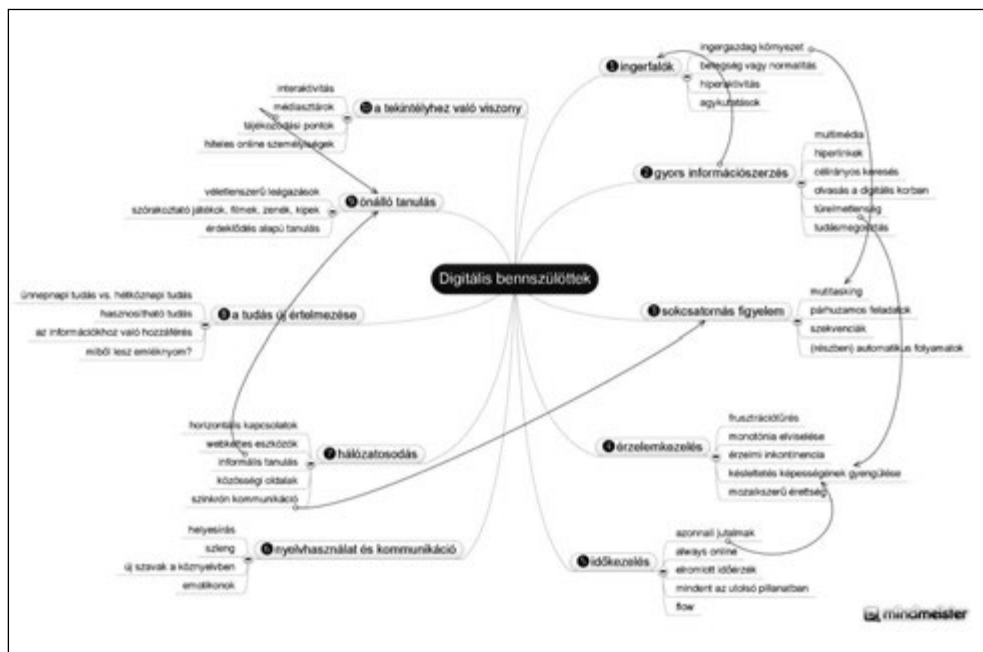 Digitális bennszülöttek
1 ingerfalók
ingergazdag környezet
betegség vagy normalitás
hiperaktivitás
agykutatások
2 gyors információszerzés
multimédia
hiperlinkek
célirányos keresés
olvasás a digitális korban
türelmetlenség
tudásmegosztás
3 sokcsatornás figyelem
mutitasking
párhuzamos feladatok
szekvenciák
(részben) automatikus folyamatok
4 érzelemkezelés
frusztrációtűrés
monotónia elviselése
érzelmi inkontinencia
késleltetés képességének gyengülése
mozaikszerű érettség
5 időkezelés
azonnali jutalmak
always online
elromlott időérzék
mindent az utolsó pillanatban
flow
6 nyelvhasználat és kommunikáció
helyesírás
szleng
új szavak a köznyelvben
emotikonok
7 hálózatosodás
horizontális kapcsolatok
webkettes eszközök
informális tanulás
közösségi oldalak
szinkrón kommunikáció
8 a tudás új értelmezése
ünnepnapi tudás vs. hétköznapi tudás
hasznosítható tudás
az információkhoz való hozzáférés
miből lesz emléknyom?
9 önálló tanulás
véletlenszerű leágazások
szórakoztató játékok, filmek, zenék, kipek
érdeklődés alapú tanulás
10 a tekintélyhez való viszony
interaktivitás
médiasztárok
tájékozódási pontok
hiteles online személyiségek
mindmeister